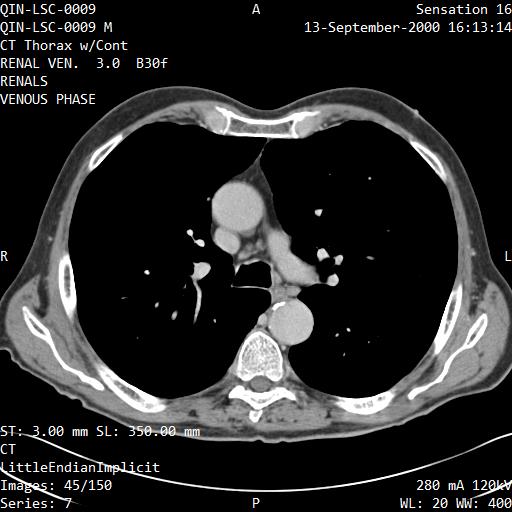 QIN-LSC-0009
QIN-LSC-0009 M
CT Thorax w/Cont
RENAL VEN. 3.0 B30f
RENALS
VENOUS PHASE
A
Sensation 16
13-September-2000 16:13:14
R
L
ST: 3.00 mm SL: 350.00 mm
CT
LittleEndianImplicit
Images: 45/150
Series: 7
P
280 mA 120kV
WL: 20 WW: 400